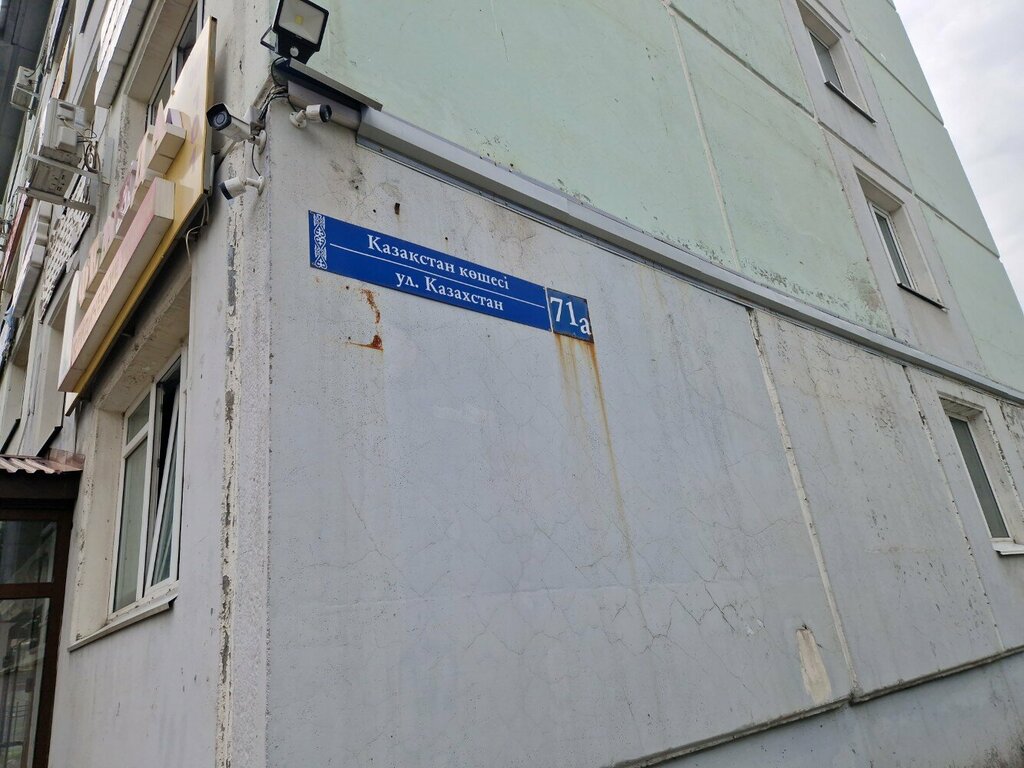 Қазақстан көшесі
ул. Казахстан
71а